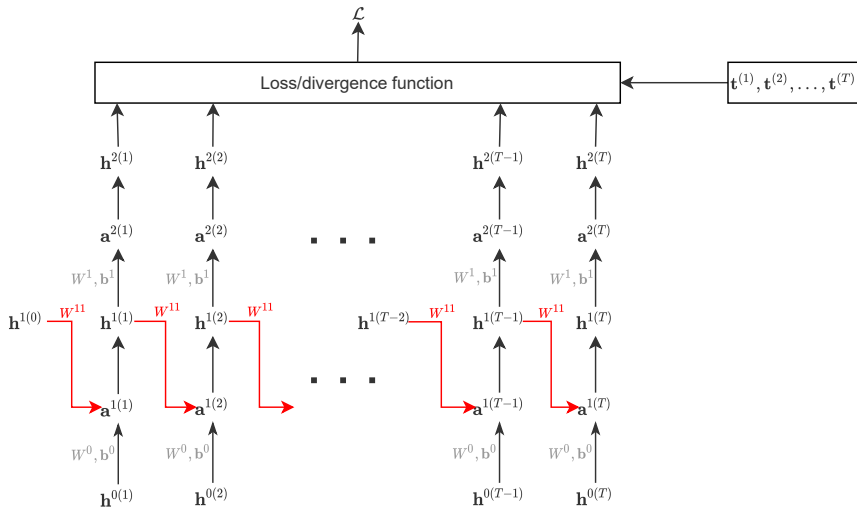 ℒ
Loss/divergence function
t⁽¹⁾, t⁽²⁾, . . . , t⁽ᵀ⁾
h²⁽¹⁾ h²⁽²⁾ h²⁽ᵀ⁻¹⁾ h²⁽ᵀ⁾
a²⁽¹⁾ a²⁽²⁾ . . . a²⁽ᵀ⁻¹⁾ a²⁽ᵀ⁾
W¹, b¹ W¹, b¹ W¹, b¹ W¹, b¹
W¹¹ W¹¹ W¹¹ W¹¹ W¹¹
h¹⁽⁰⁾ h¹⁽¹⁾ h¹⁽²⁾ h¹⁽ᵀ⁻²⁾ h¹⁽ᵀ⁻¹⁾ h¹⁽ᵀ⁾
. . .
a¹⁽¹⁾ a¹⁽²⁾ a¹⁽ᵀ⁻¹⁾ a¹⁽ᵀ⁾
W⁰, b⁰ W⁰, b⁰ W⁰, b⁰ W⁰, b⁰
h⁰⁽¹⁾ h⁰⁽²⁾ h⁰⁽ᵀ⁻¹⁾ h⁰⁽ᵀ⁾